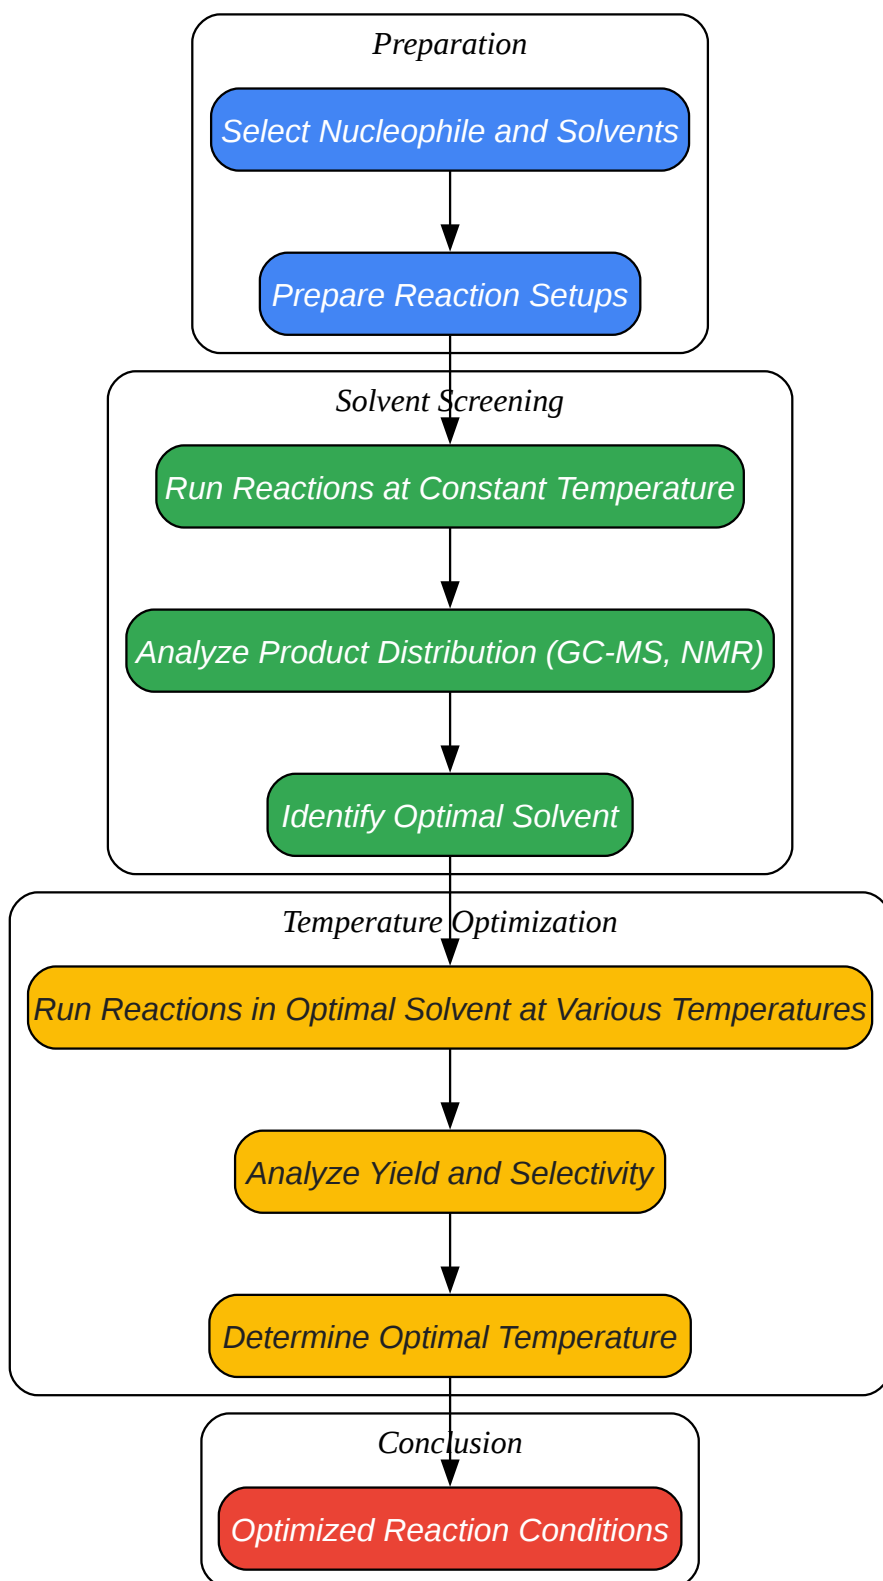 Preparation
Select Nucleophile and Solvents
Prepare Reaction Setups
Solvent Screening
Run Reactions at Constant Temperature
Analyze Product Distribution (GC-MS, NMR)
Identify Optimal Solvent
Temperature Optimization
Run Reactions in Optimal Solvent at Various Temperatures
Analyze Yield and Selectivity
Determine Optimal Temperature
Conclusion
Optimized Reaction Conditions